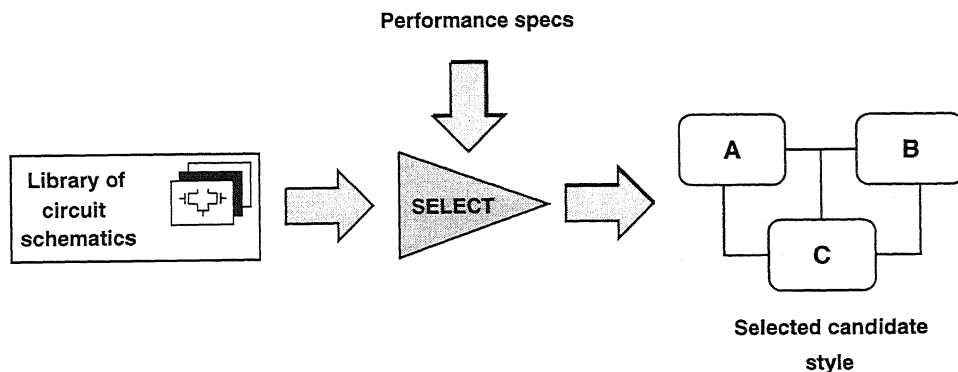 Performance specs
Library of
circuit
schematics
SELECT
A
B
C
Selected candidate
style